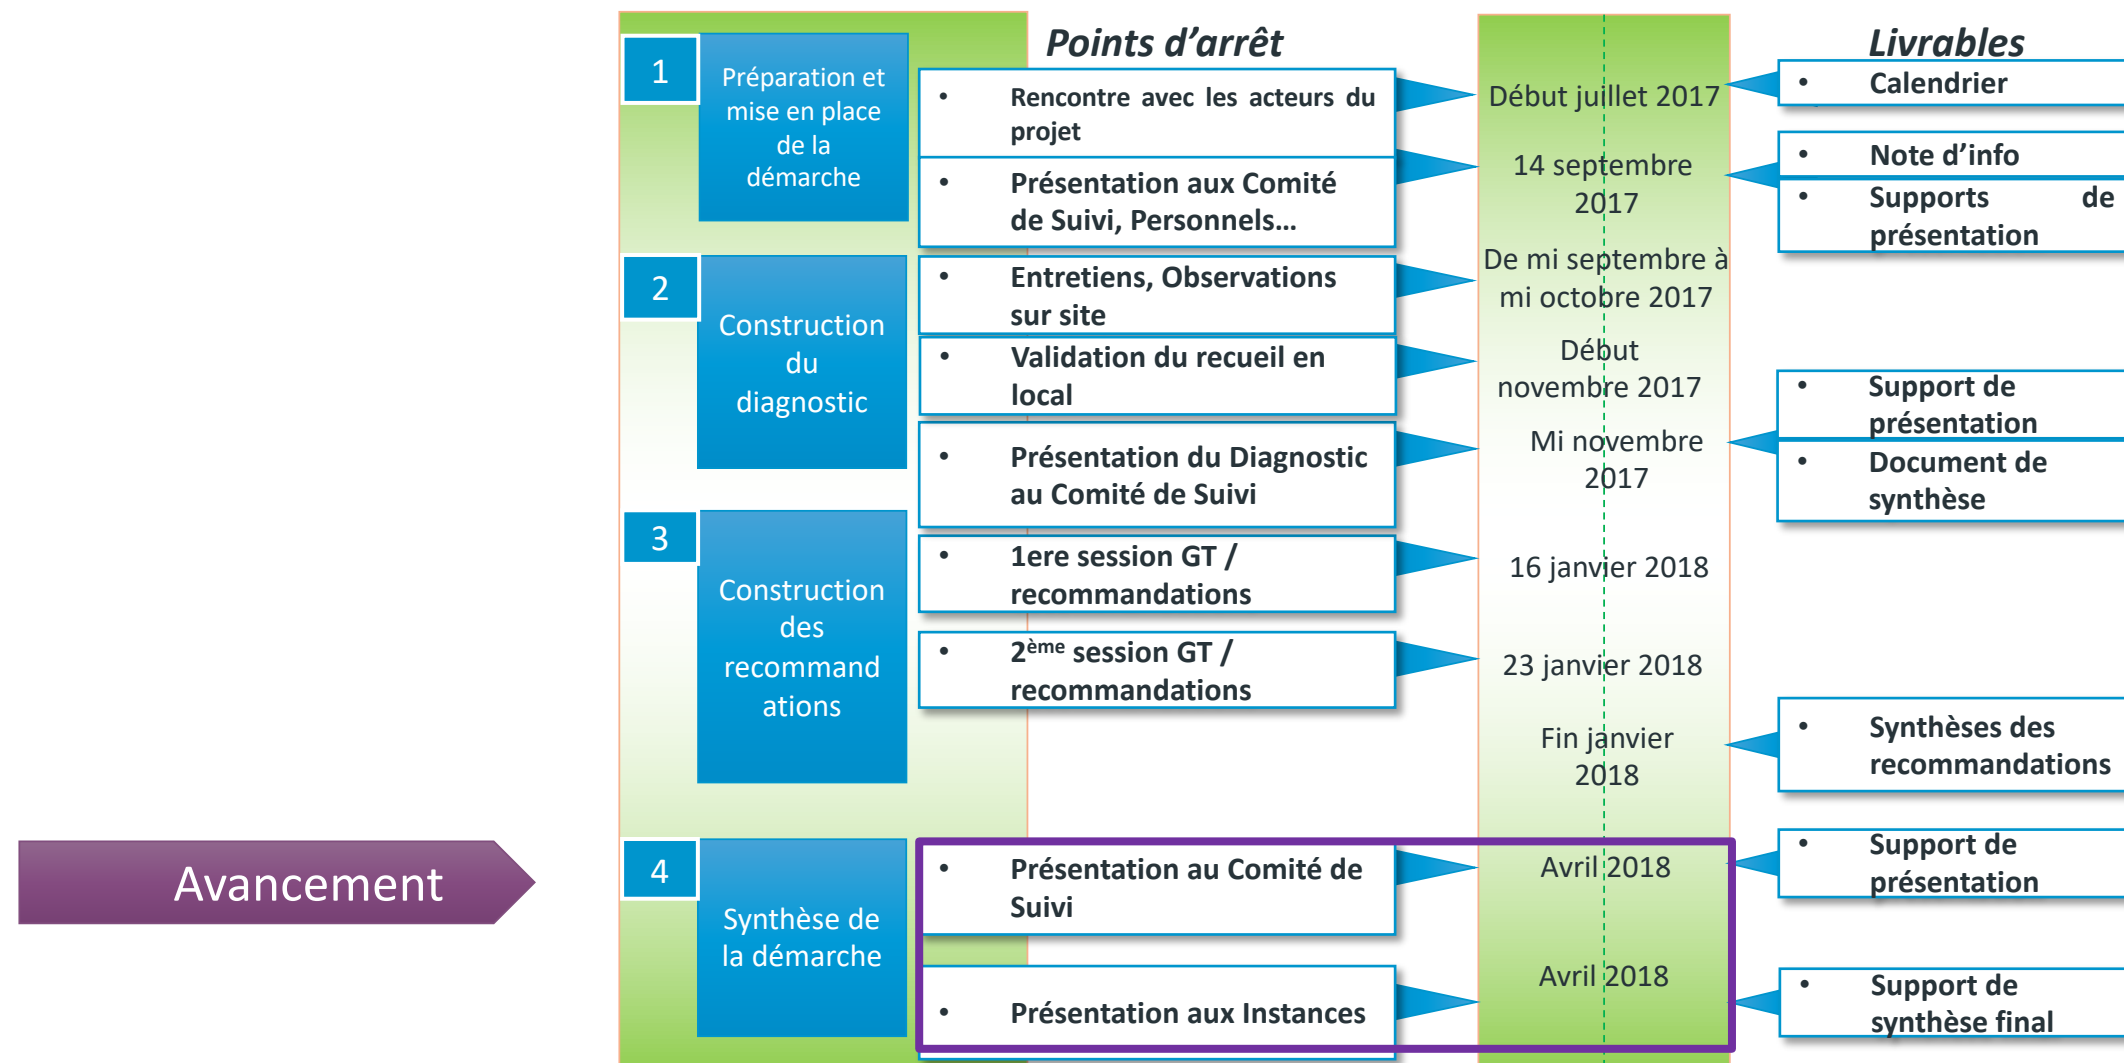 Points d'arrêt
Livrables
1
Préparation et
mise en place
de la
démarche
• Rencontre avec les acteurs du
projet
Début juillet 2017
• Calendrier
• Présentation aux Comité
de Suivi, Personnels...
14 septembre
2017
• Note d'info
• Supports de
présentation
2
Construction
du
diagnostic
• Entretiens, Observations
sur site
De mi septembre à
mi octobre 2017
• Validation du recueil en
local
Début
novembre 2017
• Présentation du Diagnostic
au Comité de Suivi
Mi novembre
2017
• Support de
présentation
• Document de
synthèse
3
Construction
des
recommand
ations
• 1ere session GT /
recommandations
16 janvier 2018
• 2ème session GT /
recommandations
23 janvier 2018
Fin janvier
2018
• Synthèses des
recommandations
Avancement
4
Synthèse de
la démarche
• Présentation au Comité de
Suivi
Avril 2018
• Support de
présentation
• Présentation aux Instances
Avril 2018
• Support de
synthèse final